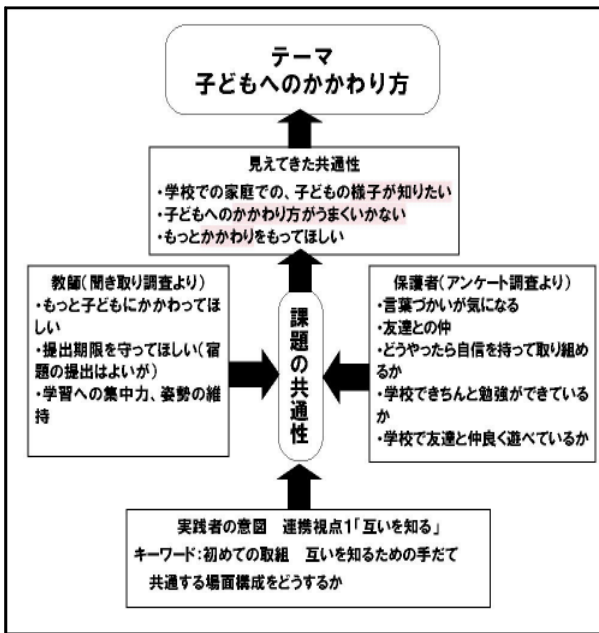 テーマ
子どもへのかかわり方
見えてきた共通性
・学校での家庭での、子どもの様子が知りたい
・子どもへのかかわり方がうまくいかない
・もっとかかわりをもってほしい
教師(聞き取り調査より)
・もっと子どもにかかわってほ
しい
・提出期限を守ってほしい(宿
題の提出はよいが)
・学習への集中力、姿勢の維
持
課題の共通性
保護者(アンケート調査より)
・言葉づかいが気になる
・友達との仲
・どうやったら自信を持って取り組め
るか
・学校できちんと勉強ができている
か
・学校で友達と仲良く遊べているか
実践者の意図 連携視点1「互いを知る」
キーワード:初めての取組 互いを知るための手だて
共通する場面構成をどうするか